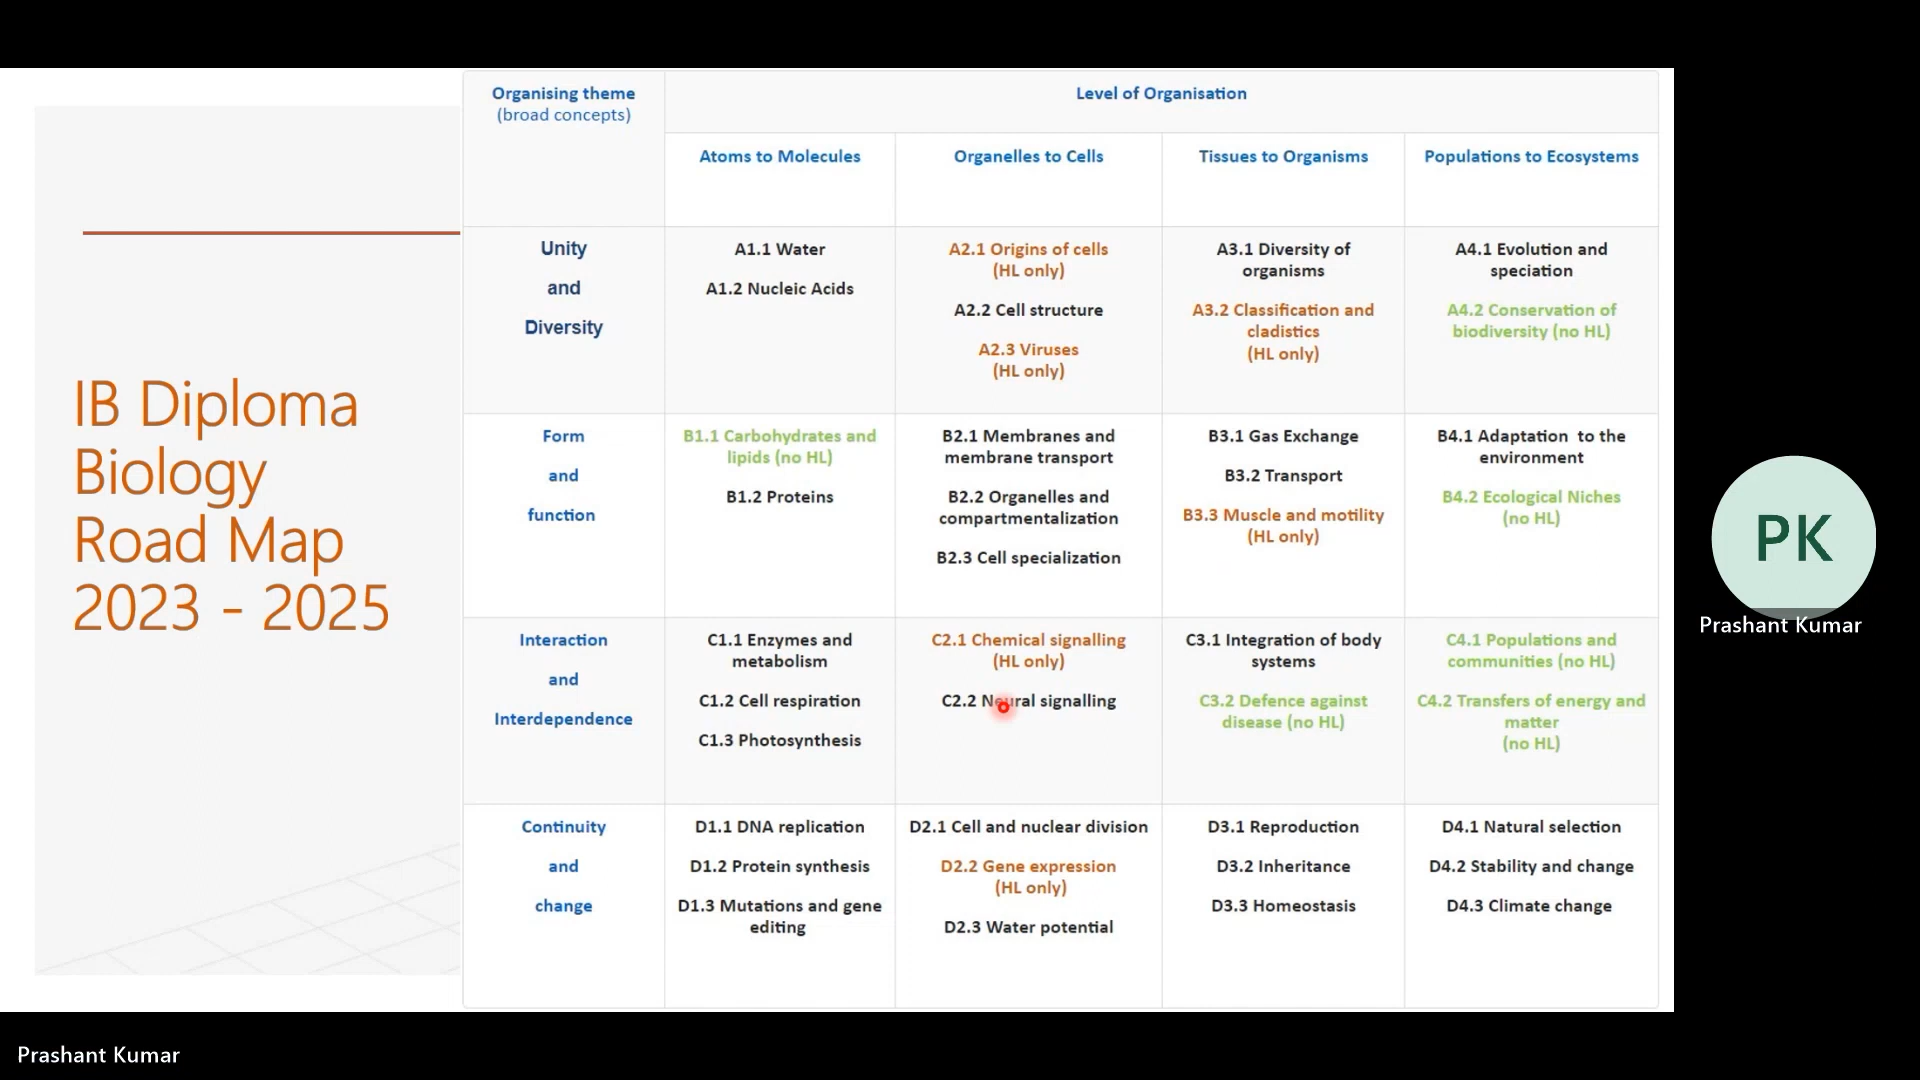 IB Diploma
Biology
Road Map
2023 - 2025
Organising theme
(broad concepts)
Level of Organisation
Atoms to Molecules
Organelles to Cells
Tissues to Organisms
Populations to Ecosystems
Unity
and
Diversity
A1.1 Water
A1.2 Nucleic Acids
A2.1 Origins of cells
(HL only)
A2.2 Cell structure
A2.3 Viruses
(HL only)
A3.1 Diversity of
organisms
A3.2 Classification and
cladistics
(HL only)
A4.1 Evolution and
speciation
A4.2 Conservation of
biodiversity (no HL)
Form
and
function
B1.1 Carbohydrates and
lipids (no HL)
B1.2 Proteins
B2.1 Membranes and
membrane transport
B2.2 Organelles and
compartmentalization
B2.3 Cell specialization
B3.1 Gas Exchange
B3.2 Transport
B3.3 Muscle and motility
(HL only)
B4.1 Adaptation to the
environment
B4.2 Ecological Niches
(no HL)
Interaction
and
Interdependence
C1.1 Enzymes and
metabolism
C1.2 Cell respiration
C1.3 Photosynthesis
C2.1 Chemical signalling
(HL only)
C2.2 Neural signalling
C3.1 Integration of body
systems
C3.2 Defence against
disease (no HL)
C4.1 Populations and
communities (no HL)
C4.2 Transfers of energy and
matter
(no HL)
Continuity
and
change
D1.1 DNA replication
D1.2 Protein synthesis
D1.3 Mutations and gene
editing
D2.1 Cell and nuclear division
D2.2 Gene expression
(HL only)
D2.3 Water potential
D3.1 Reproduction
D3.2 Inheritance
D3.3 Homeostasis
D4.1 Natural selection
D4.2 Stability and change
D4.3 Climate change
PK
Prashant Kumar
Prashant Kumar